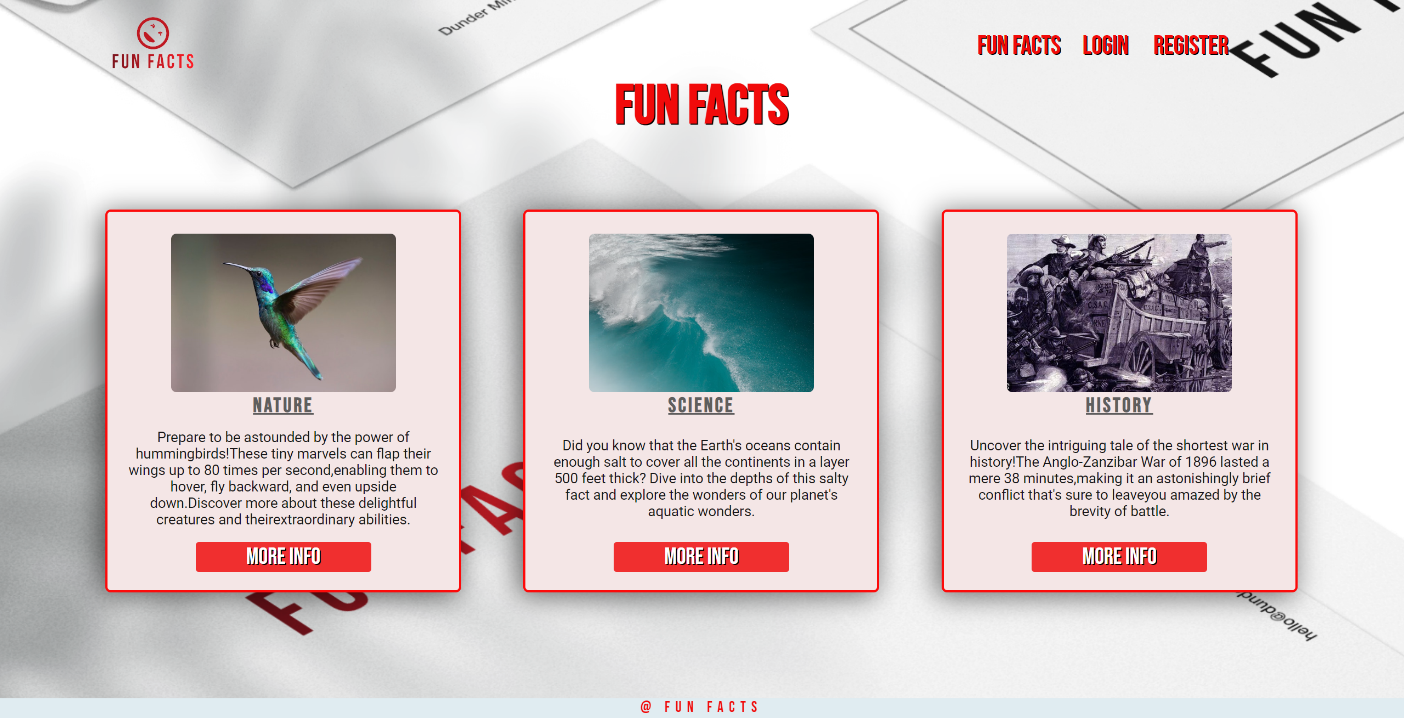 Dunder Mi
FUN FACTS
FUN FACTS LOGIN REGISTER
FUN
FUN FACTS
NATURE
Prepare to be astounded by the power of
hummingbirds!These tiny marvels can flap their
wings up to 80 times per second,enabling them to
hover, fly backward, and even upside
down.Discover more about these delightful
creatures and theirextraordinary abilities.
MORE INFO
SCIENCE
Did you know that the Earth's oceans contain
enough salt to cover all the continents in a layer
500 feet thick? Dive into the depths of this salty
fact and explore the wonders of our planet's
aquatic wonders.
MORE INFO
HISTORY
Uncover the intriguing tale of the shortest war in
history!The Anglo-Zanzibar War of 1896 lasted a
mere 38 minutes,making it an astonishingly brief
conflict that's sure to leaveyou amazed by the
brevity of battle.
MORE INFO
hello@dund
@ FUN FACTS